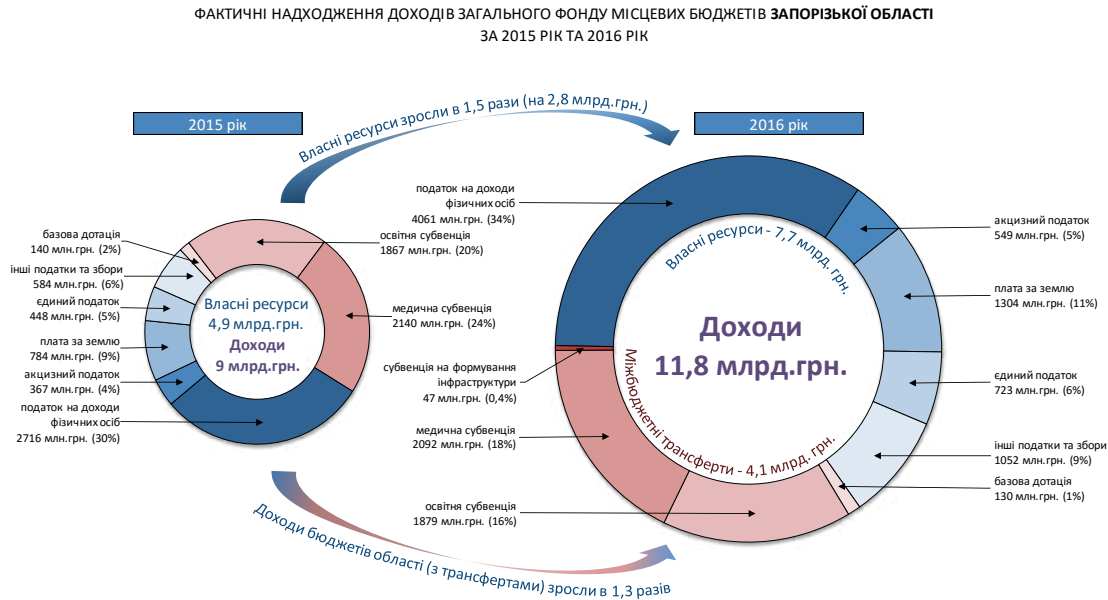 ФАКТИЧНІ НАДХОДЖЕННЯ ДОХОДІВ ЗАГАЛЬНОГО ФОНДУ МІСЦЕВИХ БЮДЖЕТІВ ЗАПОРІЗЬКОЇ ОБЛАСТІ
ЗА 2015 РІК ТА 2016 РІК
Власні ресурси зросли в 1,5 рази (на 2,8 млрд.грн.)
2015 рік
базова дотація
140 млн.грн. (2%)
інші податки та збори
584 млн.грн. (6%)
єдиний податок
448 млн.грн. (5%)
плата за землю
784 млн.грн. (9%)
акцизний податок
367 млн.грн. (4%)
податок на доходи
фізичних осіб
2716 млн.грн. (30%)
Власні ресурси
4,9 млрд.грн.
Доходи
9 млрд.грн.
освітня субвенція
1867 млн.грн. (20%)
медична субвенція
2140 млн.грн. (24%)
2016 рік
податок на доходи
фізичних осіб
4061 млн.грн. (34%)
субвенція на формування
інфраструктури
47 млн.грн. (0,4%)
медична субвенція
2092 млн.грн. (18%)
освітня субвенція
1879 млн.грн. (16%)
Власні ресурси - 7,7 млрд. грн.
Доходи
11,8 млрд.грн.
Міжбюджетні трансферти - 4,1 млрд. грн.
акцизний податок
549 млн.грн. (5%)
плата за землю
1304 млн.грн. (11%)
єдиний податок
723 млн.грн. (6%)
інші податки та збори
1052 млн.грн. (9%)
базова дотація
130 млн.грн. (1%)
Доходи бюджетів області (з трансфертами) зросли в 1,3 разів